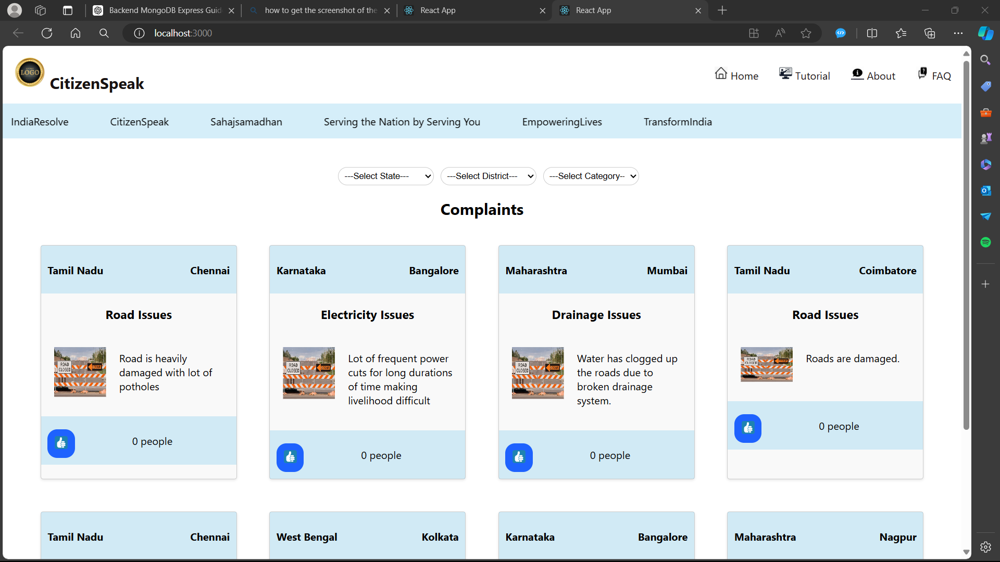 Backend MongoDB Express Guid
how to get the screenshot of the
React App
React App
localhost:3000
LOGO
CitizenSpeak
Home
Tutorial
About
FAQ
IndiaResolve
CitizenSpeak
Sahajsamadhan
Serving the Nation by Serving You
EmpoweringLives
TransformIndia
---Select State---
---Select District---
---Select Category--
Complaints
Tamil Nadu
Chennai
Road Issues
ROAD CLOSED
DETOUR
Road is heavily
damaged with lot of
potholes
0 people
Karnataka
Bangalore
Electricity Issues
ROAD CLOSED
DETOUR
Lot of frequent power
cuts for long durations
of time making
livelihood difficult
0 people
Maharashtra
Mumbai
Drainage Issues
ROAD CLOSED
DETOUR
Water has clogged up
the roads due to
broken drainage
system.
0 people
Tamil Nadu
Coimbatore
Road Issues
ROAD CLOSED
DETOUR
Roads are damaged.
0 people
Tamil Nadu
Chennai
West Bengal
Kolkata
Karnataka
Bangalore
Maharashtra
Nagpur